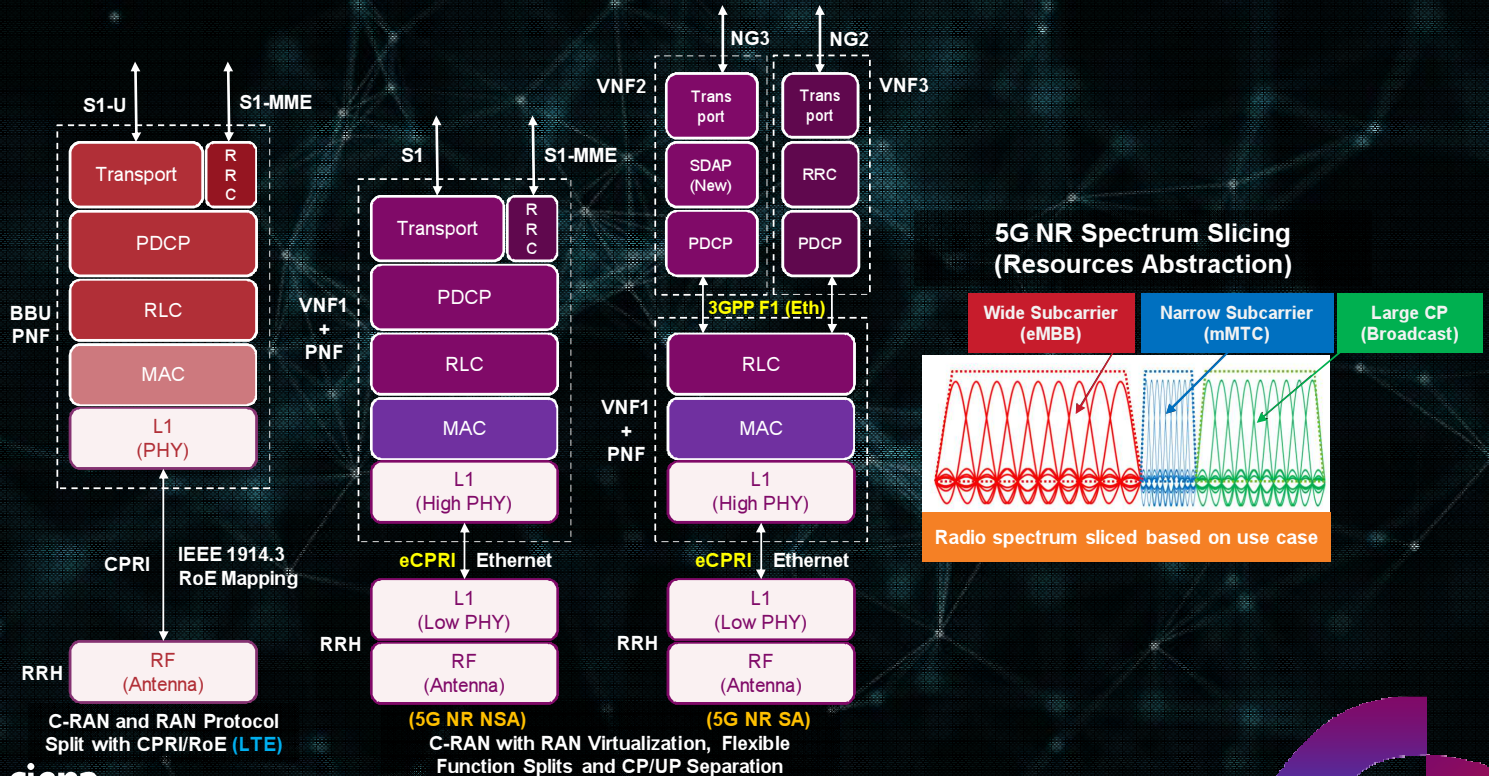 S1-U
S1-MME
BBU
PNF
Transport
R
R
C
PDCP
RLC
MAC
L1
(PHY)
CPRI
IEEE 1914.3
RoE Mapping
RRH
RF
(Antenna)
C-RAN and RAN Protocol
Split with CPRI/RoE (LTE)
S1
S1-MME
VNF1
+
PNF
Transport
R
R
C
PDCP
RLC
MAC
L1
(High PHY)
eCPRI
Ethernet
RRH
L1
(Low PHY)
RF
(Antenna)
(5G NR NSA)
NG3
NG2
VNF2
VNF3
Trans
port
SDAP
(New)
PDCP
Trans
port
RRC
PDCP
3GPP F1 (Eth)
VNF1
+
PNF
RLC
MAC
L1
(High PHY)
eCPRI
Ethernet
RRH
L1
(Low PHY)
RF
(Antenna)
(5G NR SA)
C-RAN with RAN Virtualization, Flexible
Function Splits and CP/UP Separation
5G NR Spectrum Slicing
(Resources Abstraction)
Wide Subcarrier
(eMBB)
Narrow Subcarrier
(mMTC)
Large CP
(Broadcast)
Radio spectrum sliced based on use case
ciena